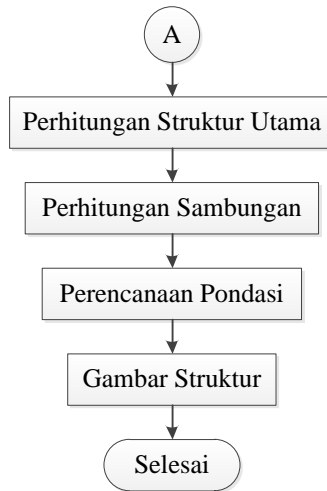 A
Perhitungan Struktur Utama
Perhitungan Sambungan
Perencanaan Pondasi
Gambar Struktur
Selesai